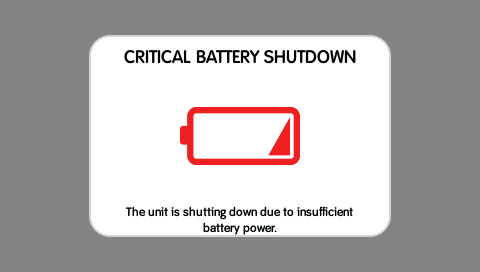 CRITICAL BATTERY SHUTDOWN
The unit is shutting down due to insufficient
battery power.